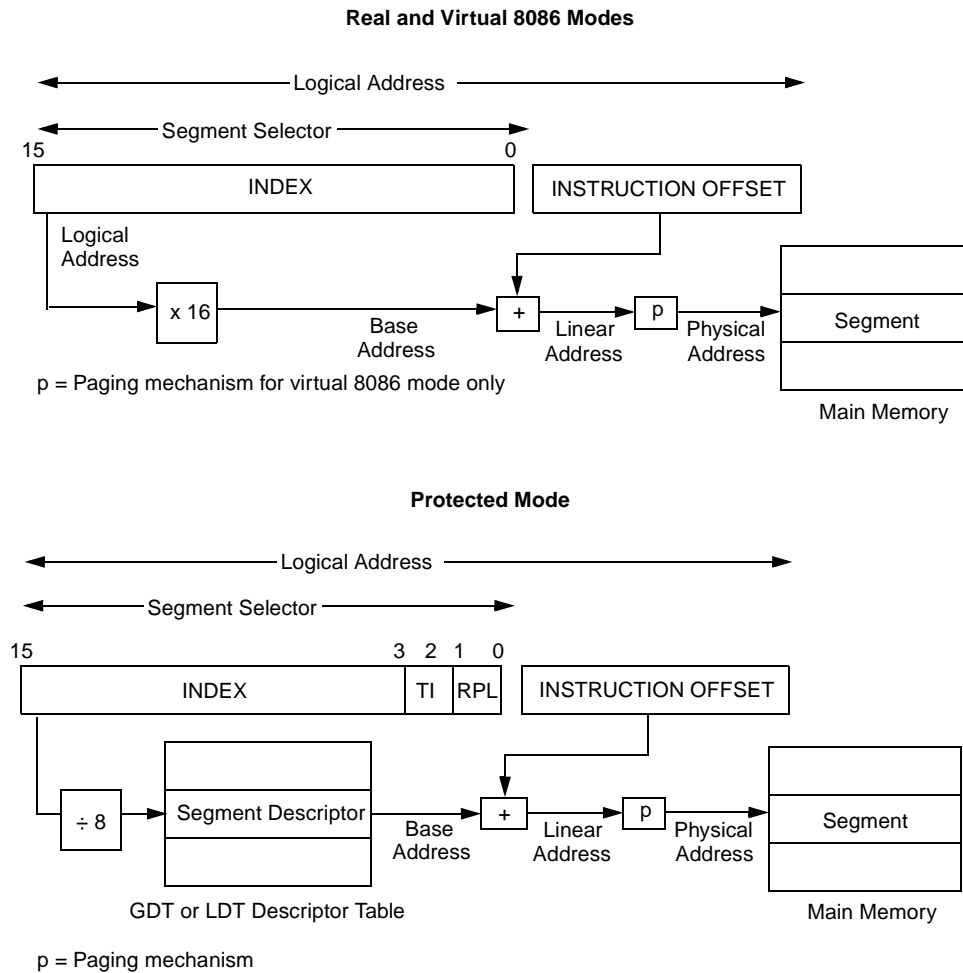 Real and Virtual 8086 Modes
Logical Address
Segment Selector
15 0
INDEX INSTRUCTION OFFSET
Logical
Address
x 16
+
p
Segment
Base
Address
Linear
Address
Physical
Address
p = Paging mechanism for virtual 8086 mode only
Main Memory
Protected Mode
Logical Address
Segment Selector
15 3 2 1 0
INDEX TI RPL INSTRUCTION OFFSET
÷ 8
Segment Descriptor
+
p
Segment
Base
Address
Linear
Address
Physical
Address
GDT or LDT Descriptor Table
Main Memory
p = Paging mechanism